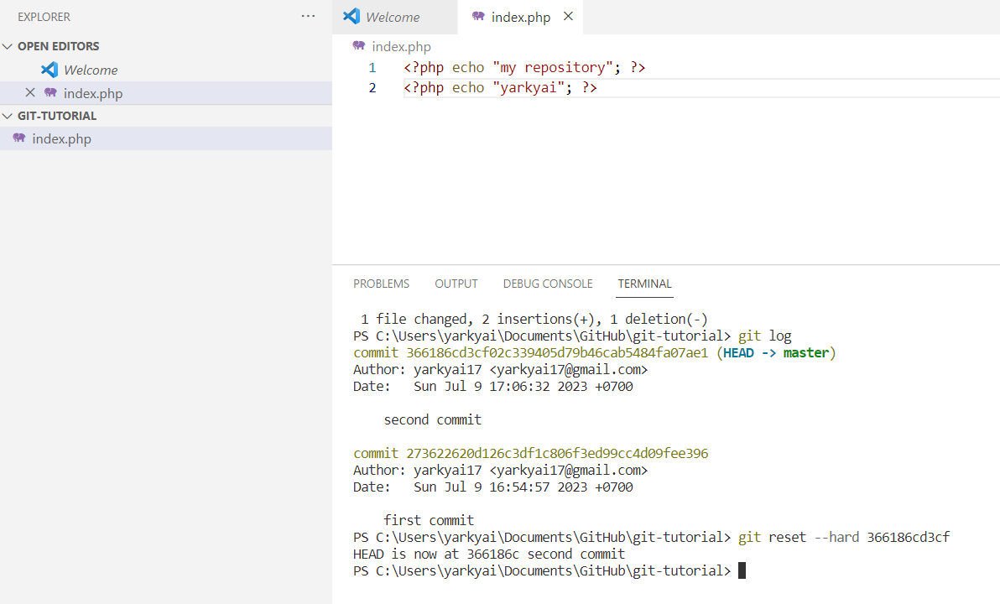 EXPLORER ···
OPEN EDITORS
Welcome
index.php
GIT-TUTORIAL
index.php
Welcome index.php
index.php
1 <?php echo "my repository"; ?>
2 <?php echo "yarkyai"; ?>
PROBLEMS OUTPUT DEBUG CONSOLE TERMINAL
1 file changed, 2 insertions(+), 1 deletion(-)
PS C:\Users\yarkyai\Documents\GitHub\git-tutorial> git log
commit 366186cd3cf02c339405d79b46cab5484fa07ae1 (HEAD -> master)
Author: yarkyai17 <yarkyai17@gmail.com>
Date:   Sun Jul 9 17:06:32 2023 +0700
second commit
commit 273622620d126c3df1c806f3ed99cc4d09fee396
Author: yarkyai17 <yarkyai17@gmail.com>
Date:   Sun Jul 9 16:54:57 2023 +0700
first commit
PS C:\Users\yarkyai\Documents\GitHub\git-tutorial> git reset --hard 366186cd3cf
HEAD is now at 366186c second commit
PS C:\Users\yarkyai\Documents\GitHub\git-tutorial>